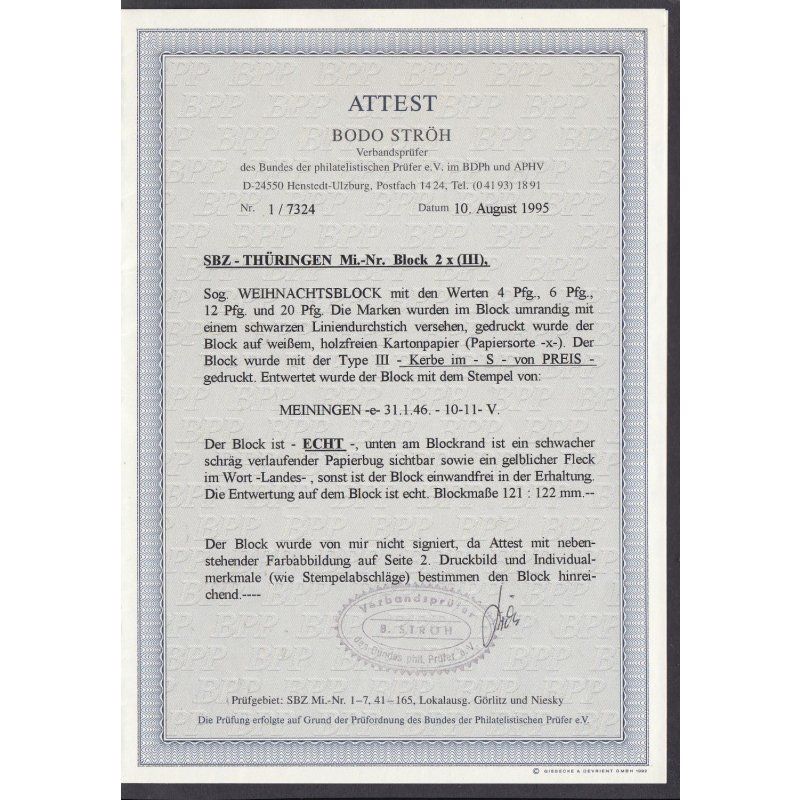 ATTEST
BODO STRÖH
Verbandsprüfer
des Bundes der philatelistischen Prüfer e.V. im BDPh und APHV
D-24550 Henstedt-Ulzburg, Postfach 14 24, Tel. (0 41 93) 18 91
Nr. 1 / 7324 Datum 10. August 1995
SBZ - THÜRINGEN Mi.-Nr. Block 2 x (III),
Sog. WEIHNACHTSBLOCK mit den Werten 4 Pfg., 6 Pfg.,
12 Pfg. und 20 Pfg. Die Marken wurden im Block umrandig mit
einem schwarzen Liniendurchstich versehen, gedruckt wurde der
Block auf weißem, holzfreien Kartonpapier (Papiersorte -x-). Der
Block wurde mit der Type III - Kerbe im - S - von PREIS -
gedruckt. Entwertet wurde der Block mit dem Stempel von:
MEININGEN -e- 31.1.46. - 10-11- V.
Der Block ist - ECHT -, unten am Blockrand ist ein schwacher
schräg verlaufender Papierbug sichtbar sowie ein gelblicher Fleck
im Wort -Landes- , sonst ist der Block einwandfrei in der Erhaltung.
Die Entwertung auf dem Block ist echt. Blockmaße 121 : 122 mm.--
Der Block wurde von mir nicht signiert, da Attest mit neben-
stehender Farbabbildung auf Seite 2. Druckbild und Individual-
merkmale (wie Stempelabschläge) bestimmen den Block hinrei-
chend.----
Verbandsprüfer
B. STRÖH
des Bundes phil. Prüfer e.V.
Prüfgebiet: SBZ Mi.-Nr. 1–7, 41–165, Lokalausg. Görlitz und Niesky
Die Prüfung erfolgte auf Grund der Prüfordnung des Bundes der Philatelistischen Prüfer e.V.
© GIESECKE & DEVRIENT GMBH 1992